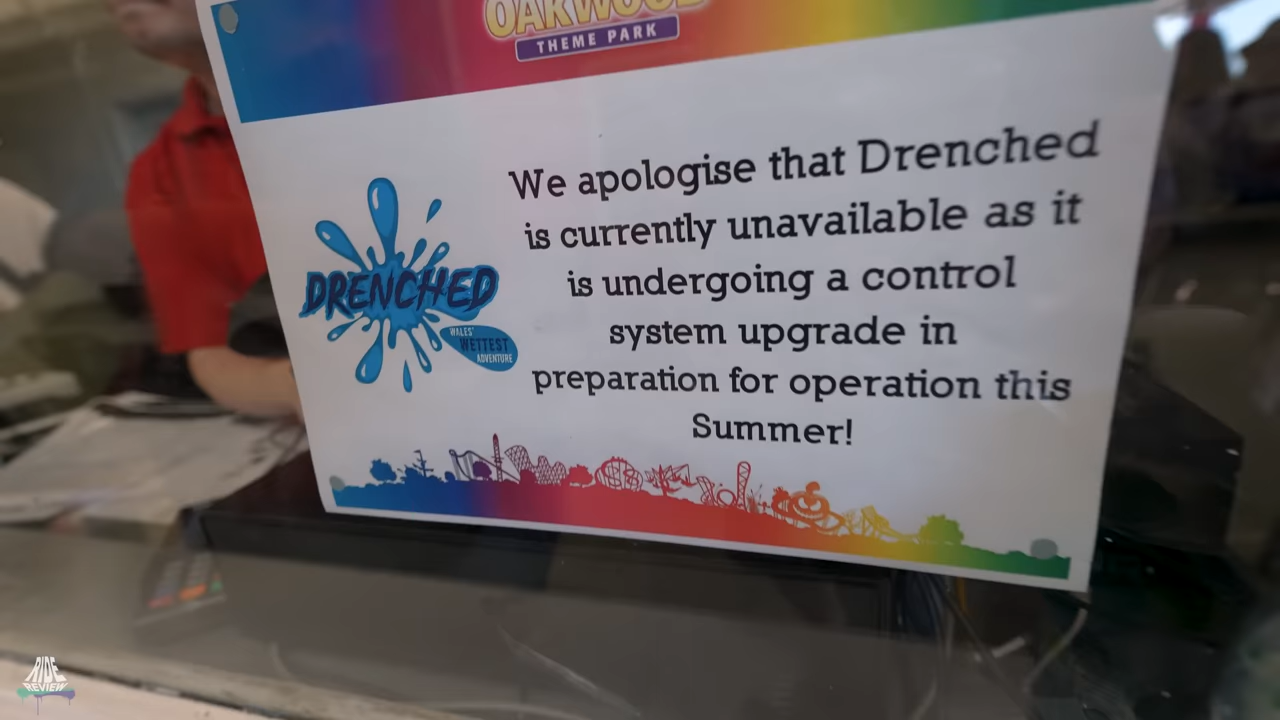 OAKWOOD
THEME PARK
We apologise that Drenched
is currently unavailable as it
is undergoing a control
system upgrade in
preparation for operation this
Summer!
DRENCHED
WALES'
WETTEST
ADVENTURE
RIDE
REVIEW